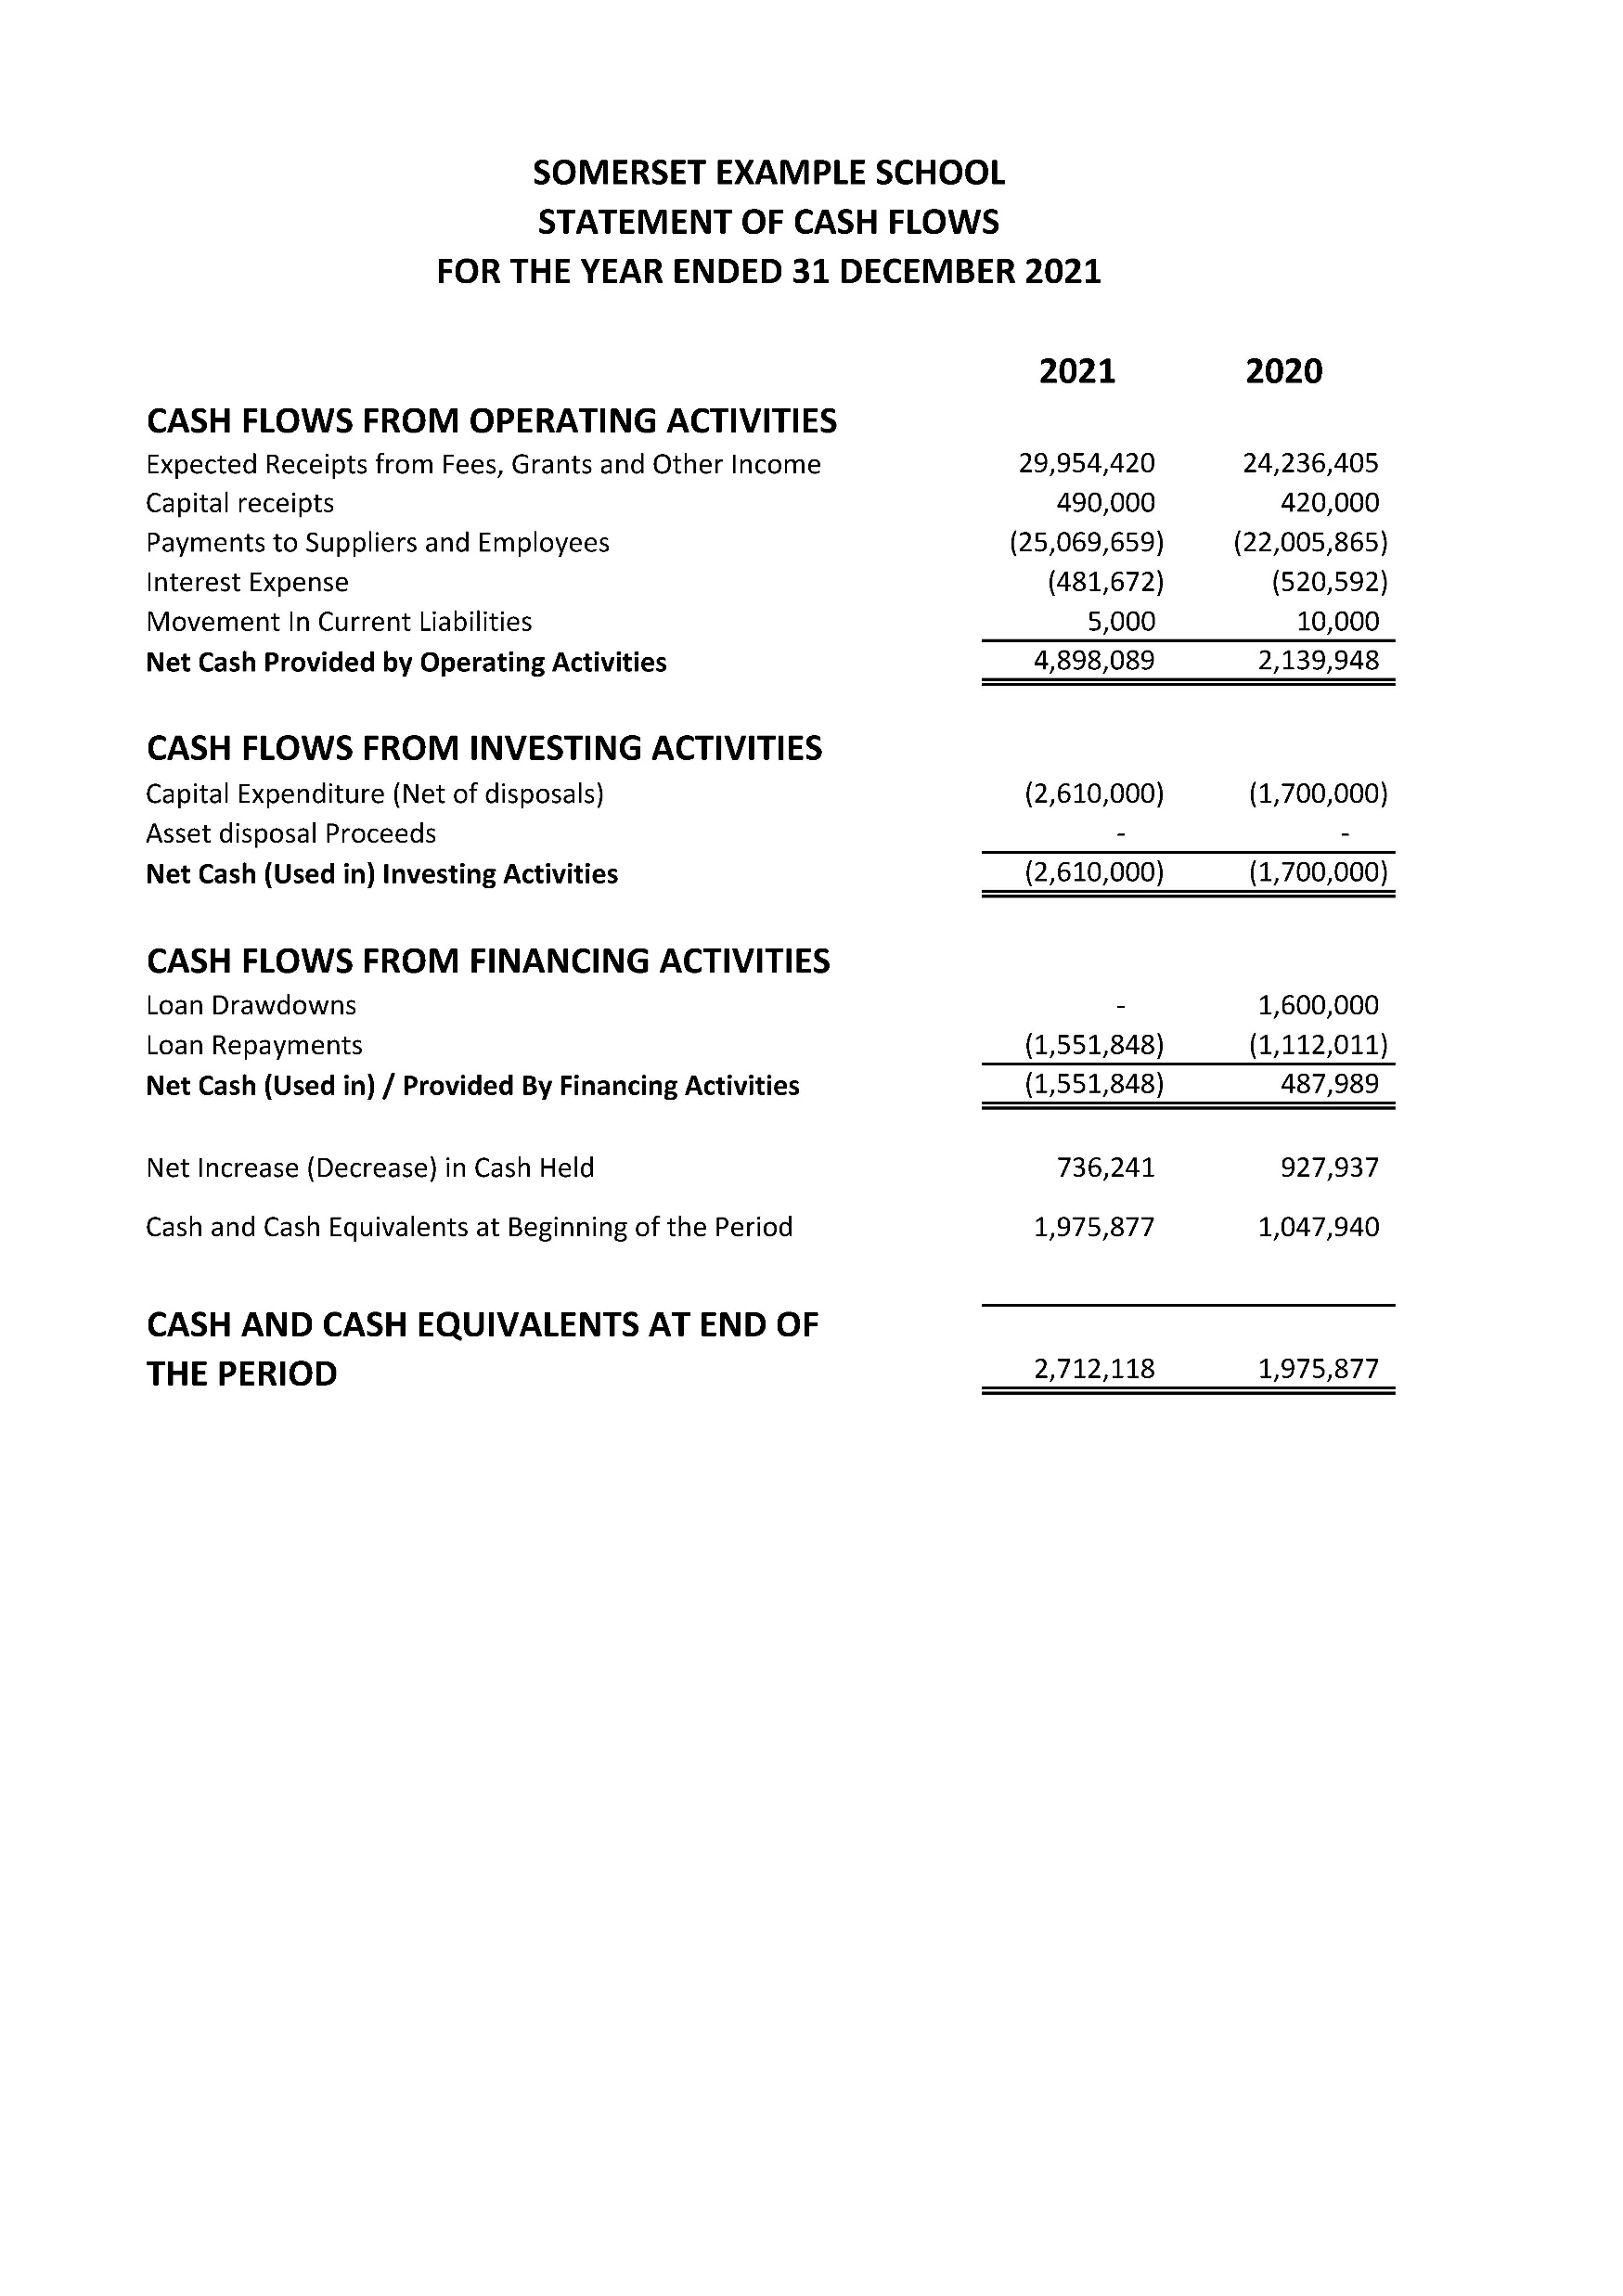 SOMERSET EXAMPLE SCHOOL
STATEMENT OF CASH FLOWS
FOR THE YEAR ENDED 31 DECEMBER 2021
2021 2020
CASH FLOWS FROM OPERATING ACTIVITIES
Expected Receipts from Fees, Grants and Other Income 29,954,420 24,236,405
Capital receipts 490,000 420,000
Payments to Suppliers and Employees (25,069,659) (22,005,865)
Interest Expense (481,672) (520,592)
Movement In Current Liabilities 5,000 10,000
Net Cash Provided by Operating Activities 4,898,089 2,139,948
CASH FLOWS FROM INVESTING ACTIVITIES
Capital Expenditure (Net of disposals) (2,610,000) (1,700,000)
Asset disposal Proceeds - -
Net Cash (Used in) Investing Activities (2,610,000) (1,700,000)
CASH FLOWS FROM FINANCING ACTIVITIES
Loan Drawdowns - 1,600,000
Loan Repayments (1,551,848) (1,112,011)
Net Cash (Used in) / Provided By Financing Activities (1,551,848) 487,989
Net Increase (Decrease) in Cash Held 736,241 927,937
Cash and Cash Equivalents at Beginning of the Period 1,975,877 1,047,940
CASH AND CASH EQUIVALENTS AT END OF
THE PERIOD 2,712,118 1,975,877